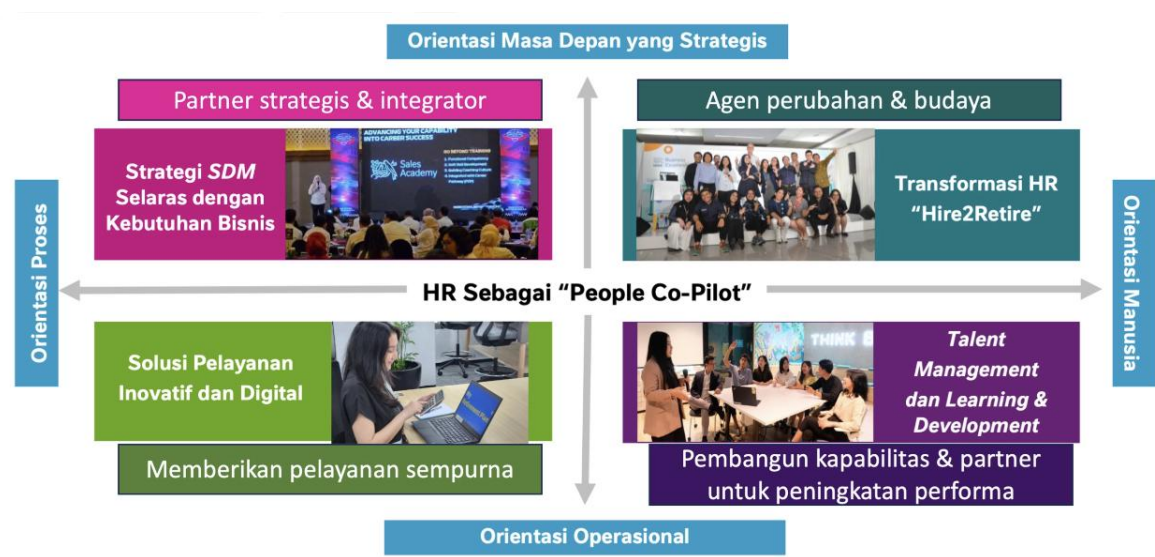 Orientasi Masa Depan yang Strategis
Partner strategis & integrator
Agen perubahan & budaya
Strategi SDM
Selaras dengan
Kebutuhan Bisnis
ADVANCING YOUR CAPABILITY
INTO CAREER SUCCESS
Sales
Academy
Transformasi HR
“Hire2Retire”
Orientasi Proses
HR Sebagai “People Co-Pilot”
Orientasi Manusia
Solusi Pelayanan
Inovatif dan Digital
THINK
Talent
Management
dan Learning &
Development
Memberikan pelayanan sempurna
Pembangun kapabilitas & partner
untuk peningkatan performa
Orientasi Operasional